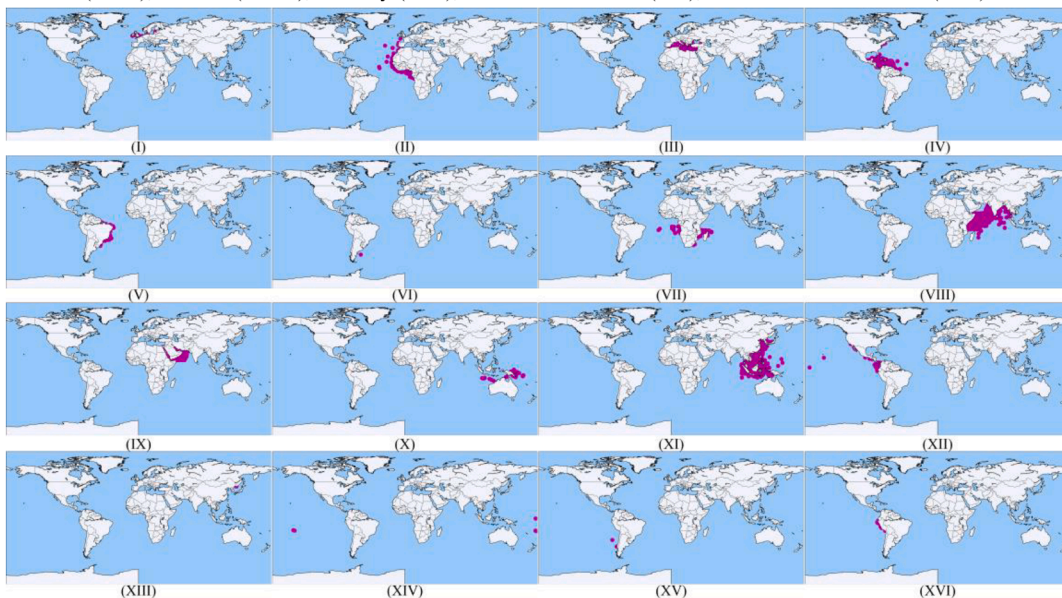 (I) (II) (III) (IV)
(V) (VI) (VII) (VIII)
(IX) (X) (XI) (XII)
(XIII) (XIV) (XV) (XVI)